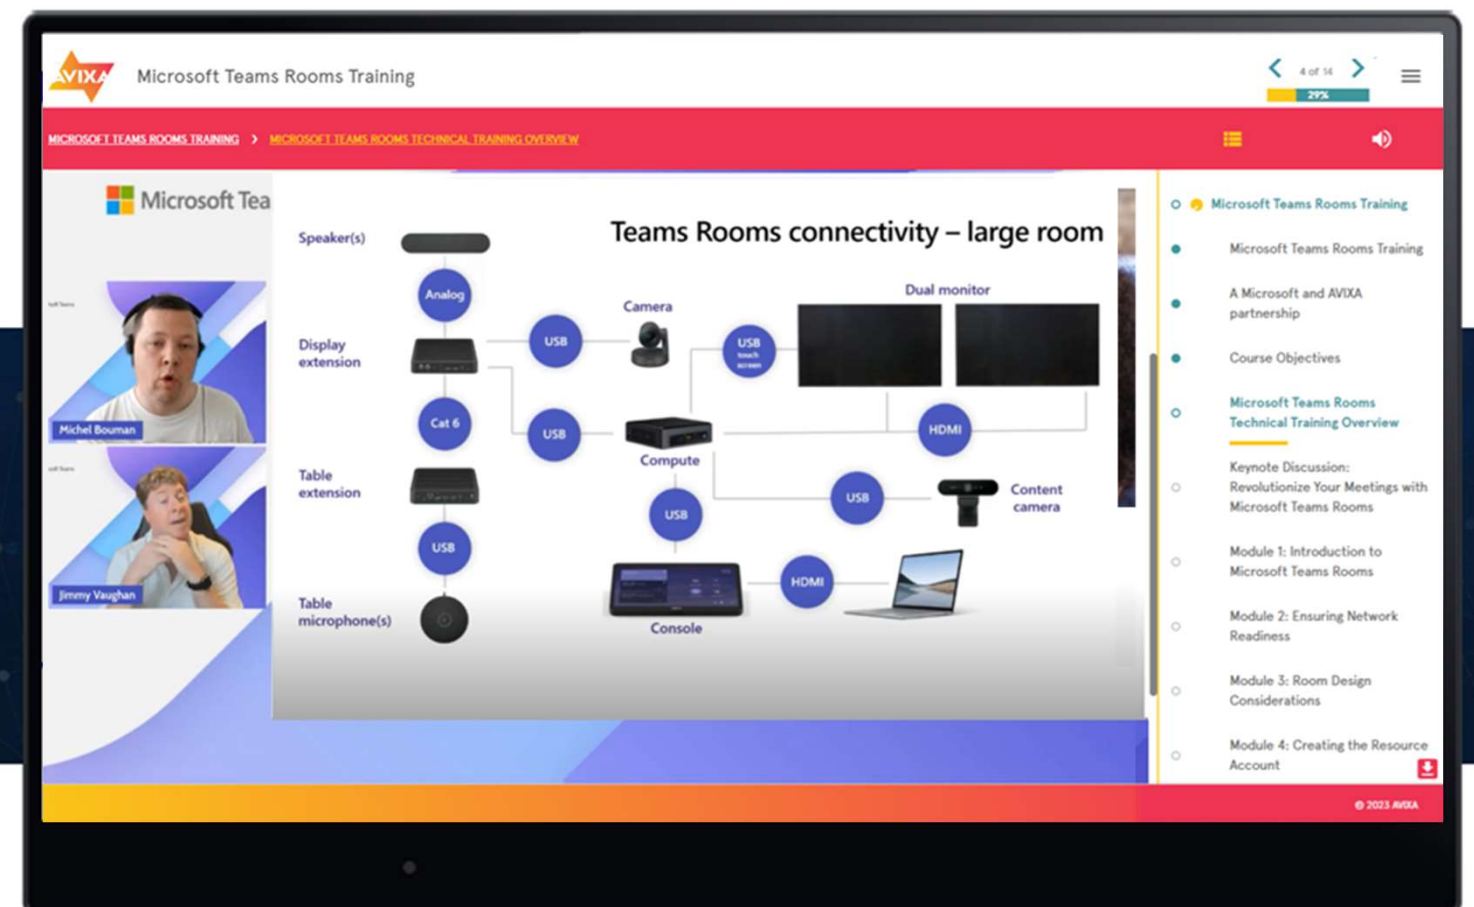 AVIXA
Microsoft Teams Rooms Training
4 of 14
29%
MICROSOFT TEAMS ROOMS TRAINING > MICROSOFT TEAMS ROOMS TECHNICAL TRAINING OVERVIEW
Microsoft Tea
Michel Bouman
Jimmy Vaughan
Teams Rooms connectivity – large room
Speaker(s)
Analog
Display
extension
USB
Camera
USB
touch
screen
Dual monitor
Cat 6
USB
Compute
HDMI
Table
extension
USB
USB
Content
camera
USB
Table
microphone(s)
Console
HDMI
Microsoft Teams Rooms Training
Microsoft Teams Rooms Training
A Microsoft and AVIXA
partnership
Course Objectives
Microsoft Teams Rooms
Technical Training Overview
Keynote Discussion:
Revolutionize Your Meetings with
Microsoft Teams Rooms
Module 1: Introduction to
Microsoft Teams Rooms
Module 2: Ensuring Network
Readiness
Module 3: Room Design
Considerations
Module 4: Creating the Resource
Account
© 2023 AVIXA